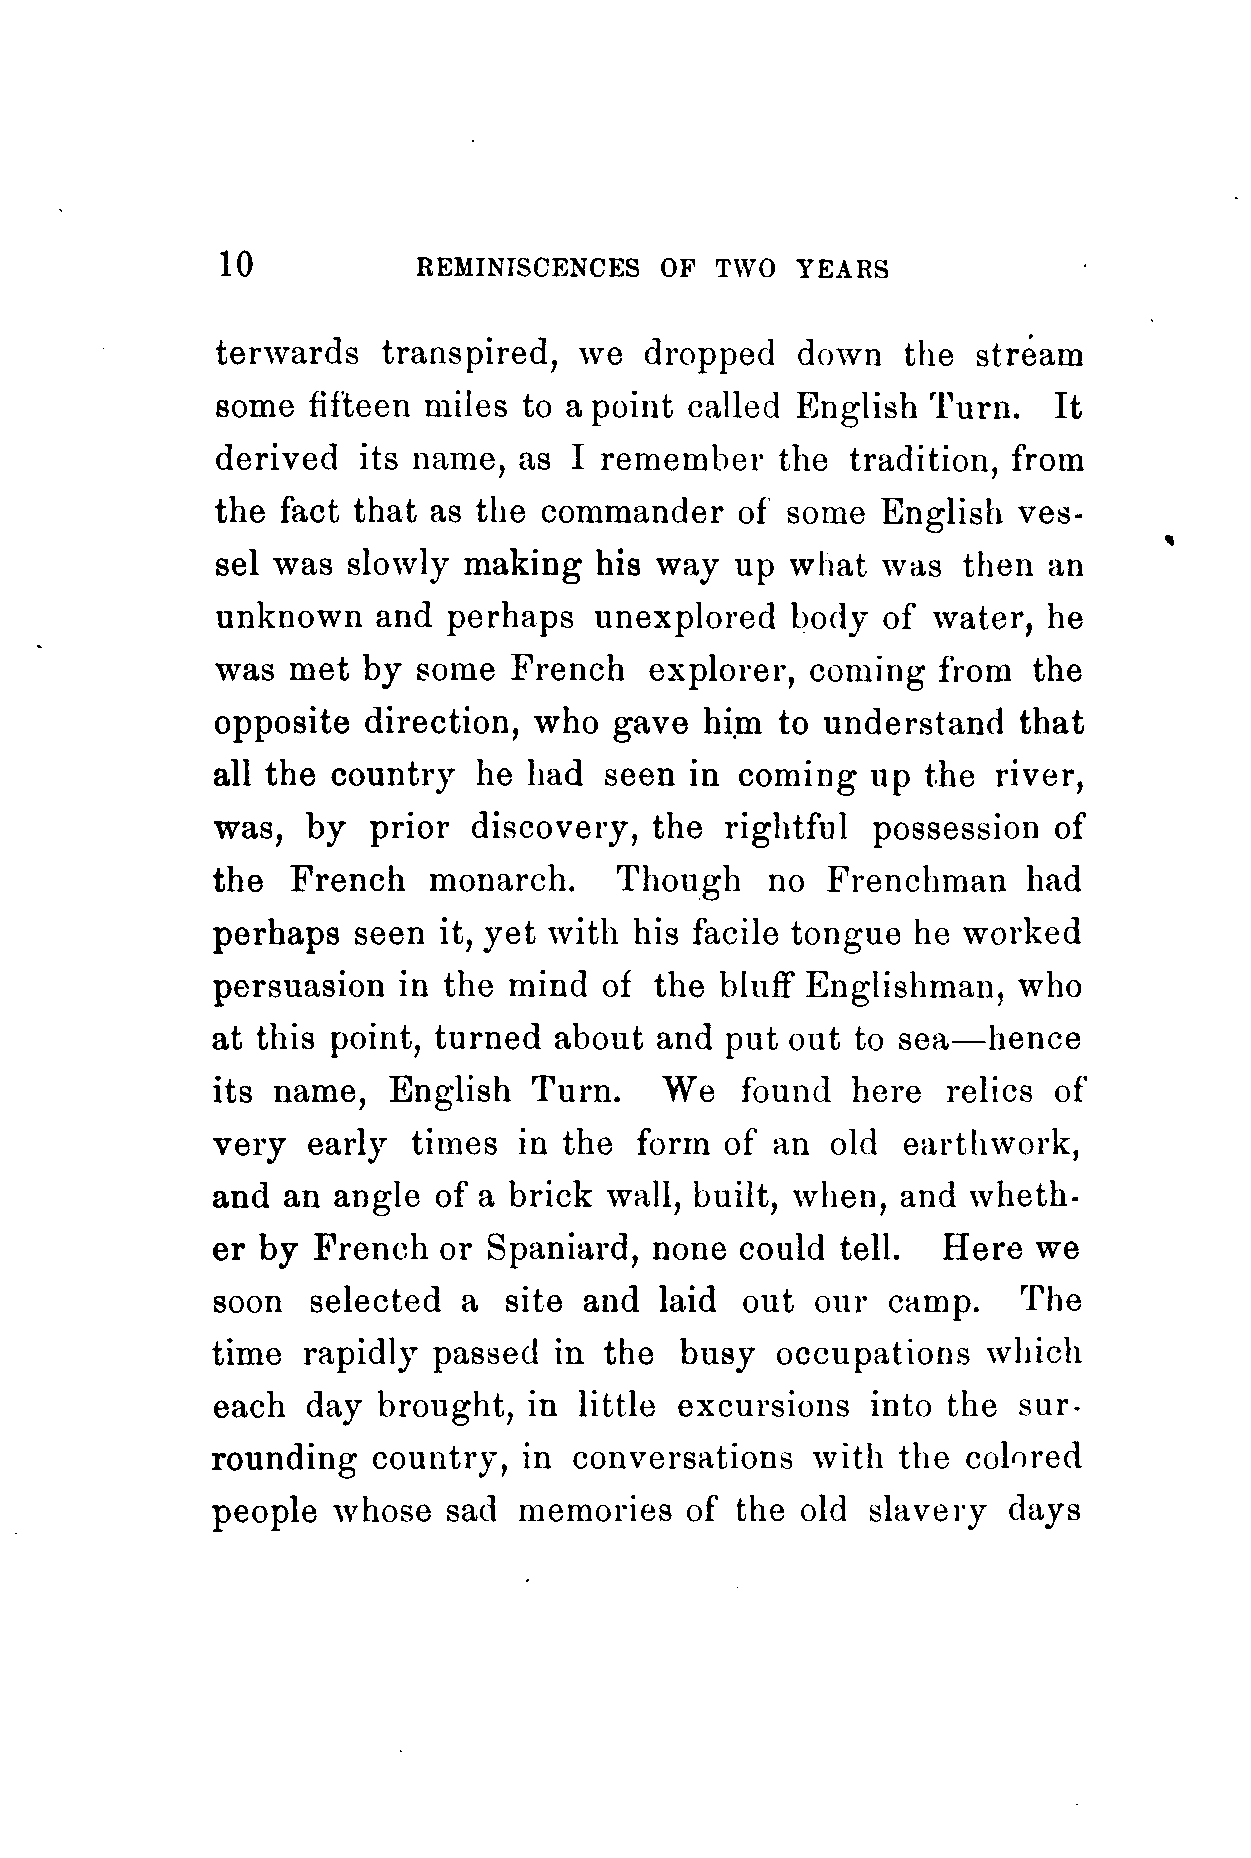 10 REMINISCENCES OF TWO YEARS
terwards transpired, we dropped down the stream
some fifteen miles to a point called English Turn. It
derived its name, as I remember the tradition, from
the fact that as the commander of some English ves-
sel was slowly making his way up what was then an
unknown and perhaps unexplored body of water, he
was met by some French explorer, coming from the
opposite direction, who gave him to understand that
all the country he had seen in coming up the river,
was, by prior discovery, the rightful possession of
the French monarch. Though no Frenchman had
perhaps seen it, yet with his facile tongue he worked
persuasion in the mind of the bluff Englishman, who
at this point, turned about and put out to sea—hence
its name, English Turn. We found here relics of
very early times in the form of an old earthwork,
and an angle of a brick wall, built, when, and wheth-
er by French or Spaniard, none could tell. Here we
soon selected a site and laid out our camp. The
time rapidly passed in the busy occupations which
each day brought, in little excursions into the sur-
rounding country, in conversations with the colored
people whose sad memories of the old slavery days